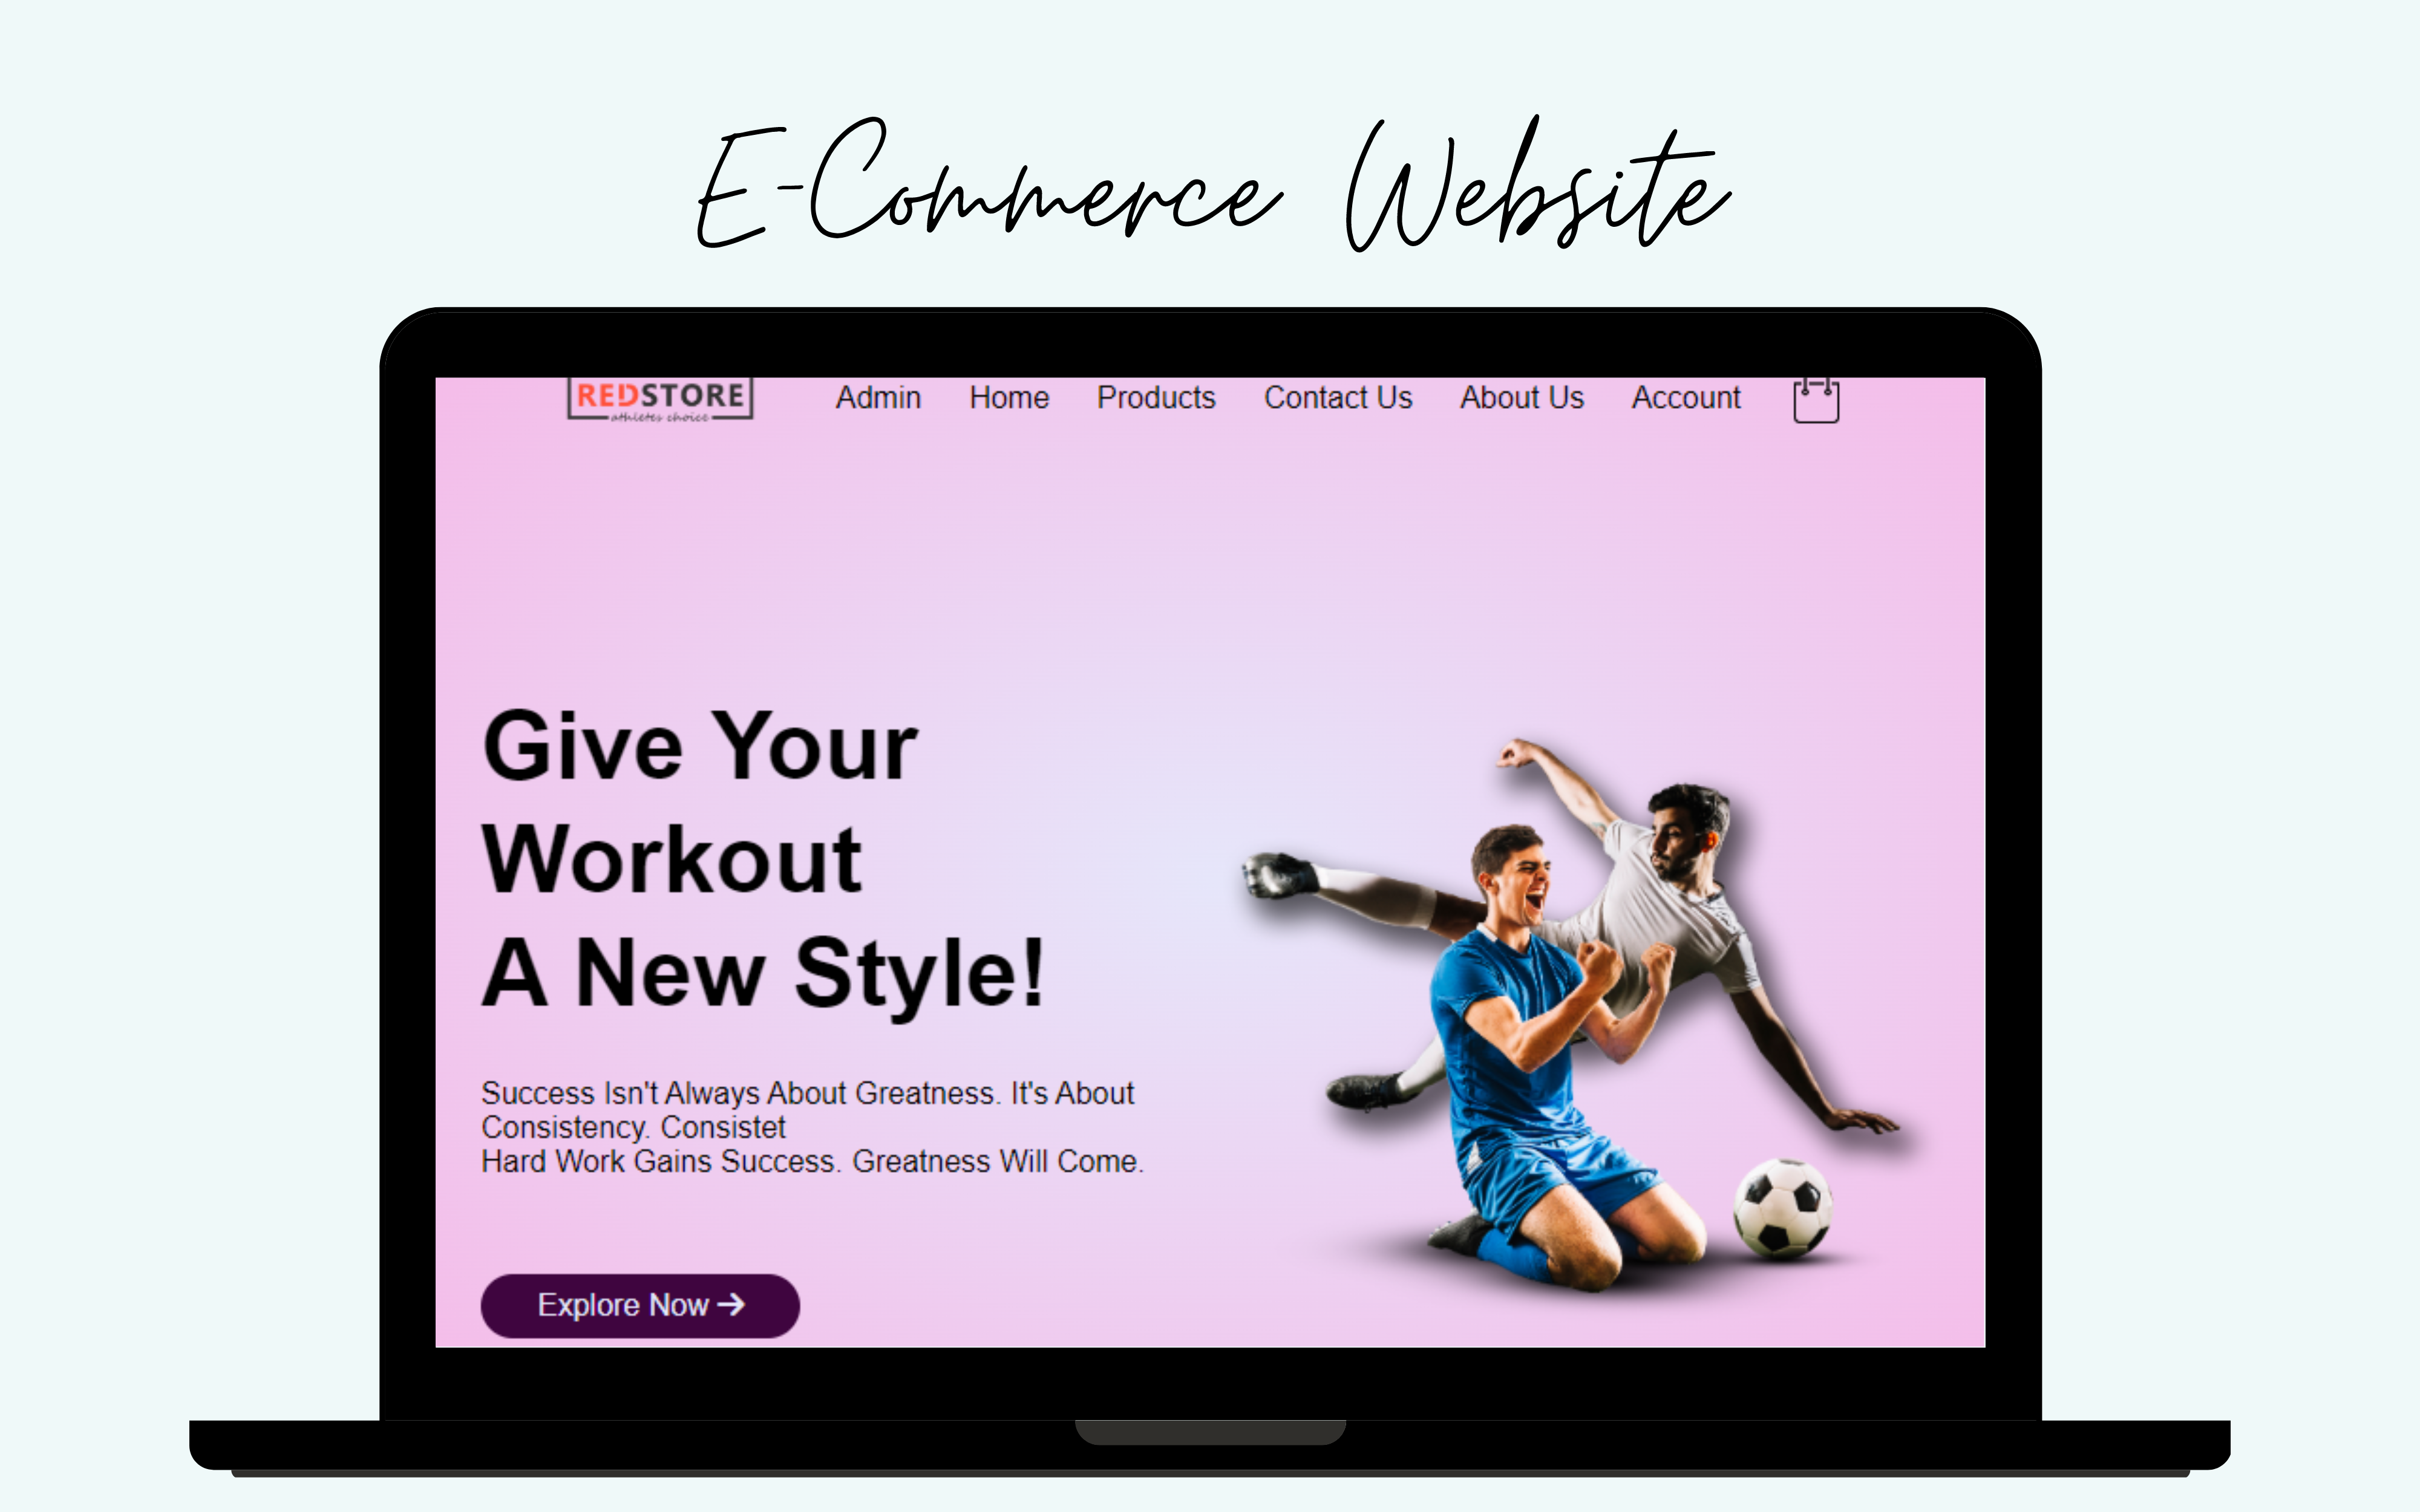 E-Commerce Website
REDSTORE
athletes choice
Admin Home Products Contact Us About Us Account
Give Your
Workout
A New Style!
Success Isn't Always About Greatness. It's About
Consistency. Consistet
Hard Work Gains Success. Greatness Will Come.
Explore Now →